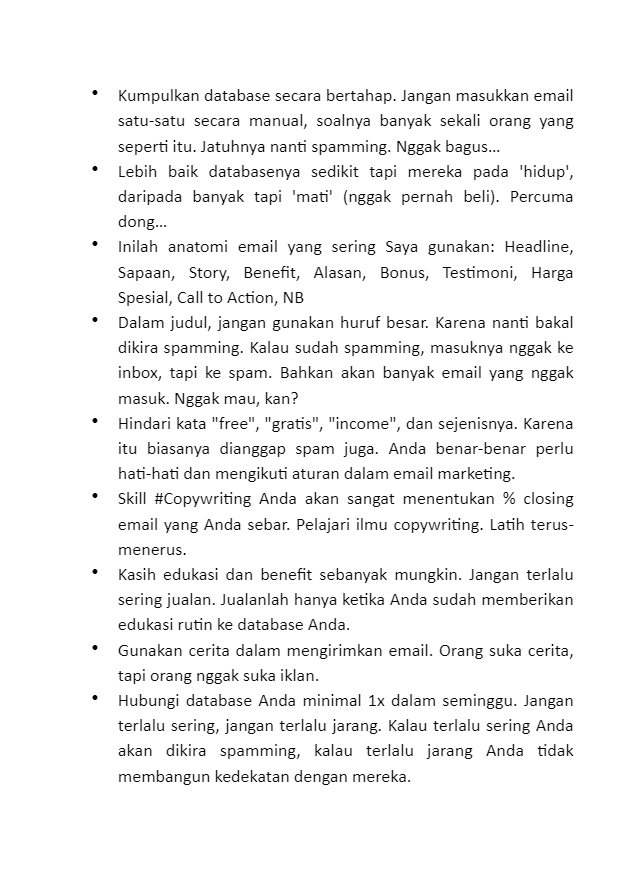 • Kumpulkan database secara bertahap. Jangan masukkan email
satu-satu secara manual, soalnya banyak sekali orang yang
seperti itu. Jatuhnya nanti spamming. Nggak bagus...
• Lebih baik databasenya sedikit tapi mereka pada 'hidup',
daripada banyak tapi 'mati' (nggak pernah beli). Percuma
dong...
• Inilah anatomi email yang sering Saya gunakan: Headline,
Sapaan, Story, Benefit, Alasan, Bonus, Testimoni, Harga
Spesial, Call to Action, NB
• Dalam judul, jangan gunakan huruf besar. Karena nanti bakal
dikira spamming. Kalau sudah spamming, masuknya nggak ke
inbox, tapi ke spam. Bahkan akan banyak email yang nggak
masuk. Nggak mau, kan?
• Hindari kata "free", "gratis", "income", dan sejenisnya. Karena
itu biasanya dianggap spam juga. Anda benar-benar perlu
hati-hati dan mengikuti aturan dalam email marketing.
• Skill #Copywriting Anda akan sangat menentukan % closing
email yang Anda sebar. Pelajari ilmu copywriting. Latih terus-
menerus.
• Kasih edukasi dan benefit sebanyak mungkin. Jangan terlalu
sering jualan. Jualanlah hanya ketika Anda sudah memberikan
edukasi rutin ke database Anda.
• Gunakan cerita dalam mengirimkan email. Orang suka cerita,
tapi orang nggak suka iklan.
• Hubungi database Anda minimal 1x dalam seminggu. Jangan
terlalu sering, jangan terlalu jarang. Kalau terlalu sering Anda
akan dikira spamming, kalau terlalu jarang Anda tidak
membangun kedekatan dengan mereka.